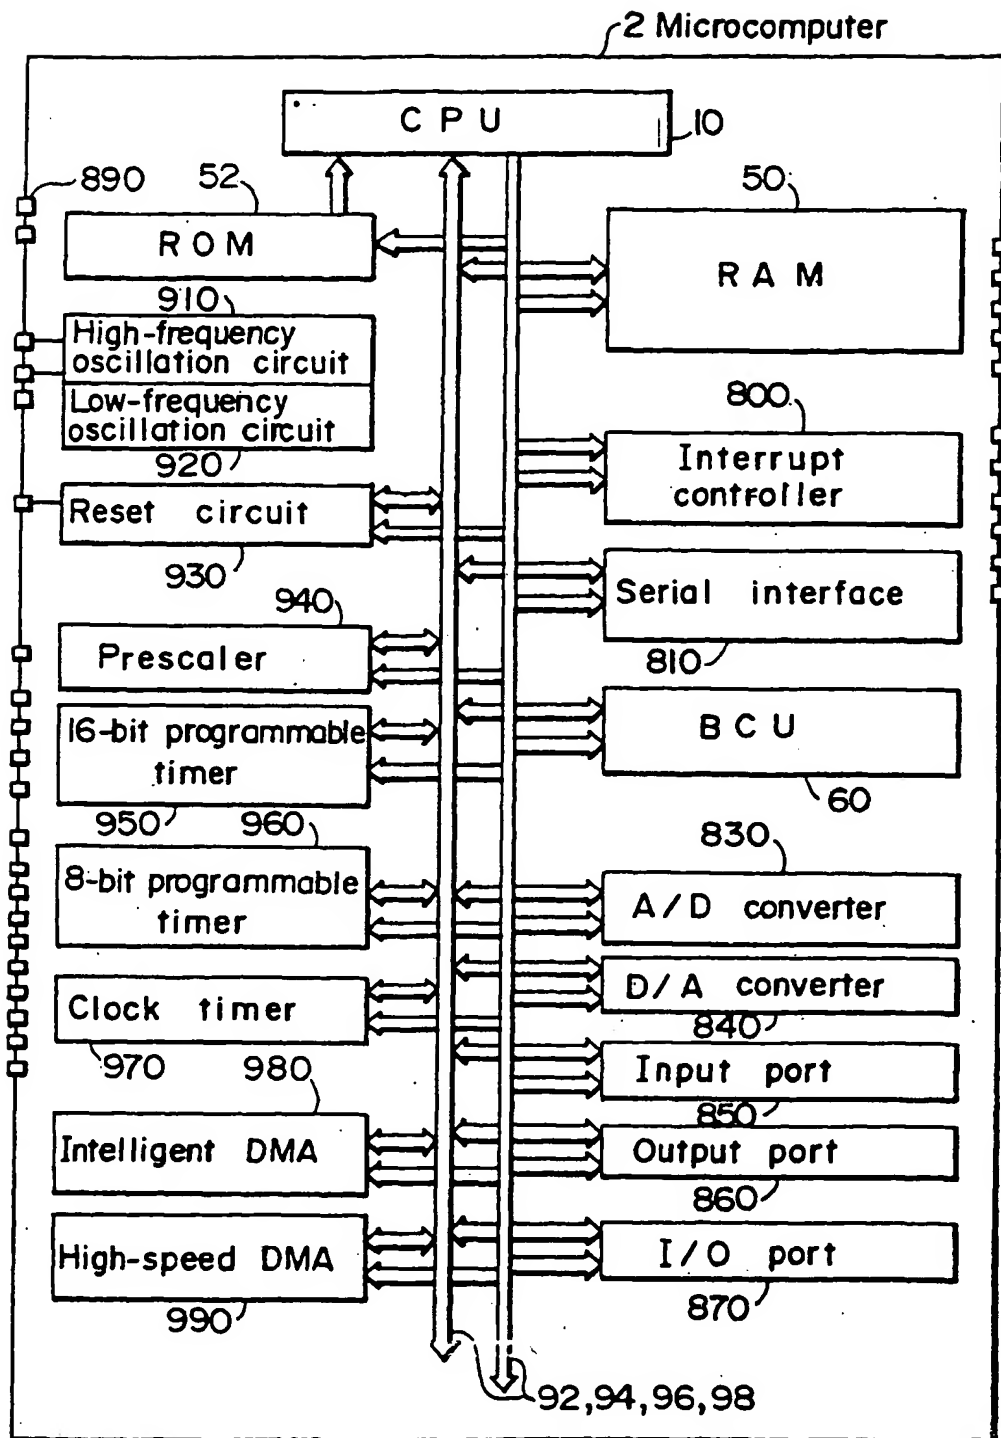 2 Microcomputer
CPU
10
890
52
50
ROM
RAM
910
High-frequency
oscillation circuit
Low-frequency
oscillation circuit
920
800
Interrupt
controller
Reset circuit
930
Serial interface
810
940
Prescaler
16-bit programmable
timer
950
BCU
60
960
8-bit programmable
timer
830
A/D converter
D/A converter
840
Clock timer
970
Input port
850
980
Intelligent DMA
Output port
860
High-speed DMA
990
I/O port
870
92,94,96,98